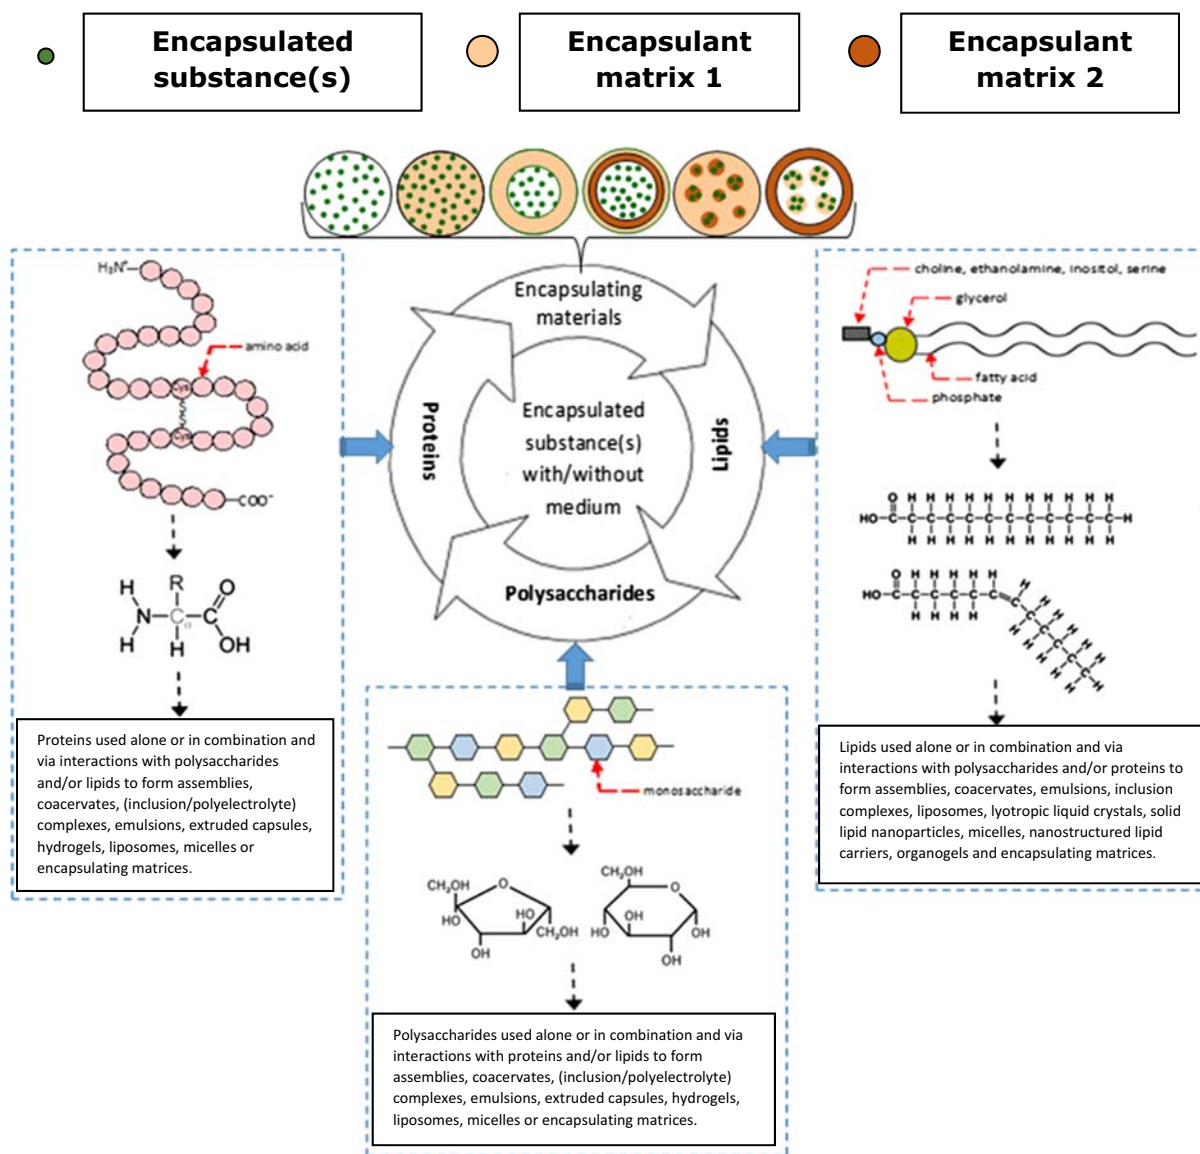 Encapsulated
substance(s)
Encapsulant
matrix 1
Encapsulant
matrix 2
Encapsulating
materials
Proteins
Lipids
Polysaccharides
Encapsulated
substance(s)
with/without
medium
H₃N⁺
amino acid
Cys
Cys
COO⁻
H
R
O
N
C
α
C
H
H
OH
Proteins used alone or in combination and
via interactions with polysaccharides
and/or lipids to form assemblies,
coacervates, (inclusion/polyelectrolyte)
complexes, emulsions, extruded capsules,
hydrogels, liposomes, micelles or
encapsulating matrices.
monosaccharide
CH₂OH
O
HO
HO
CH₂OH
OH
CH₂OH
O
OH
HO
OH
OH
Polysaccharides used alone or in combination and via
interactions with proteins and/or lipids to form
assemblies, coacervates, (inclusion/polyelectrolyte)
complexes, emulsions, extruded capsules, hydrogels,
liposomes, micelles or encapsulating matrices.
choline, ethanolamine, inositol, serine
glycerol
fatty acid
phosphate
O H H H H H H H H H H H
HO-C-C-C-C-C-C-C-C-C-C-C-C-H
H H H H H H H H H H H
O H H H H H
HO-C-C-C-C-C-C=C
H H H H
Lipids used alone or in combination and via
interactions with polysaccharides and/or proteins to
form assemblies, coacervates, emulsions, inclusion
complexes, liposomes, lyotropic liquid crystals, solid
lipid nanoparticles, micelles, nanostructured lipid
carriers, organogels and encapsulating matrices.